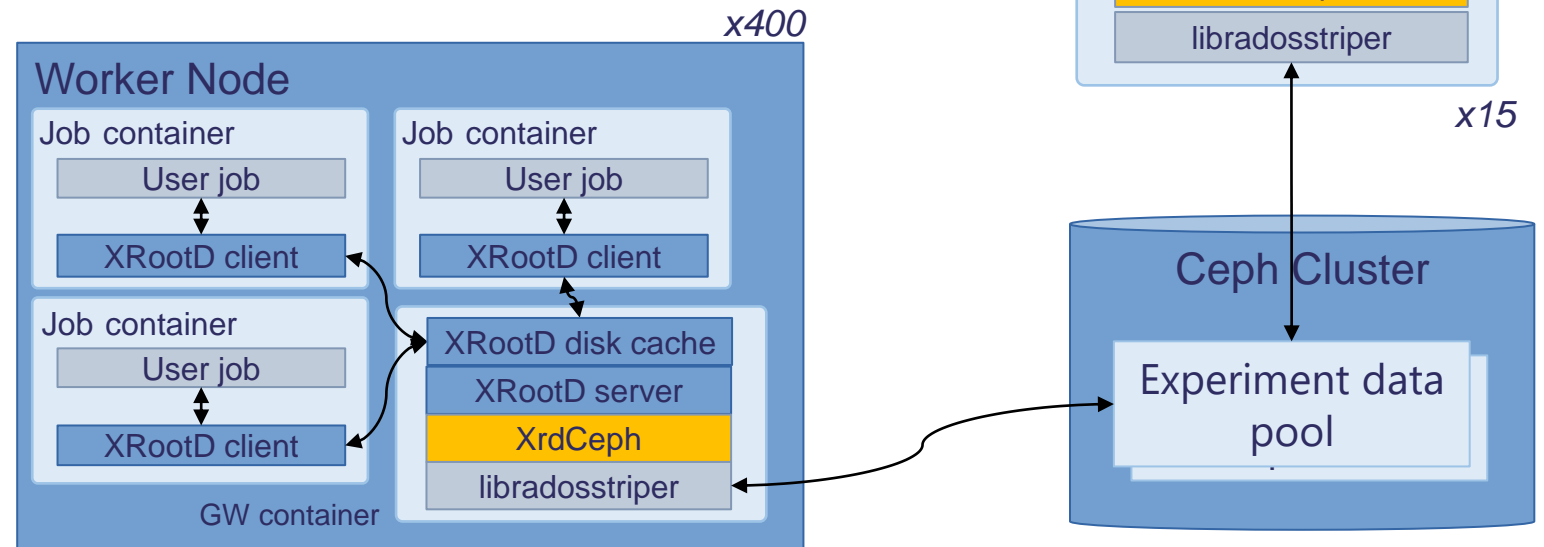 x400
libradosstriper
x15
Worker Node
Job container
User job
XRootD client
Job container
User job
XRootD client
Job container
User job
XRootD client
XRootD disk cache
XRootD server
XrdCeph
libradosstriper
GW container
Ceph Cluster
Experiment data
pool